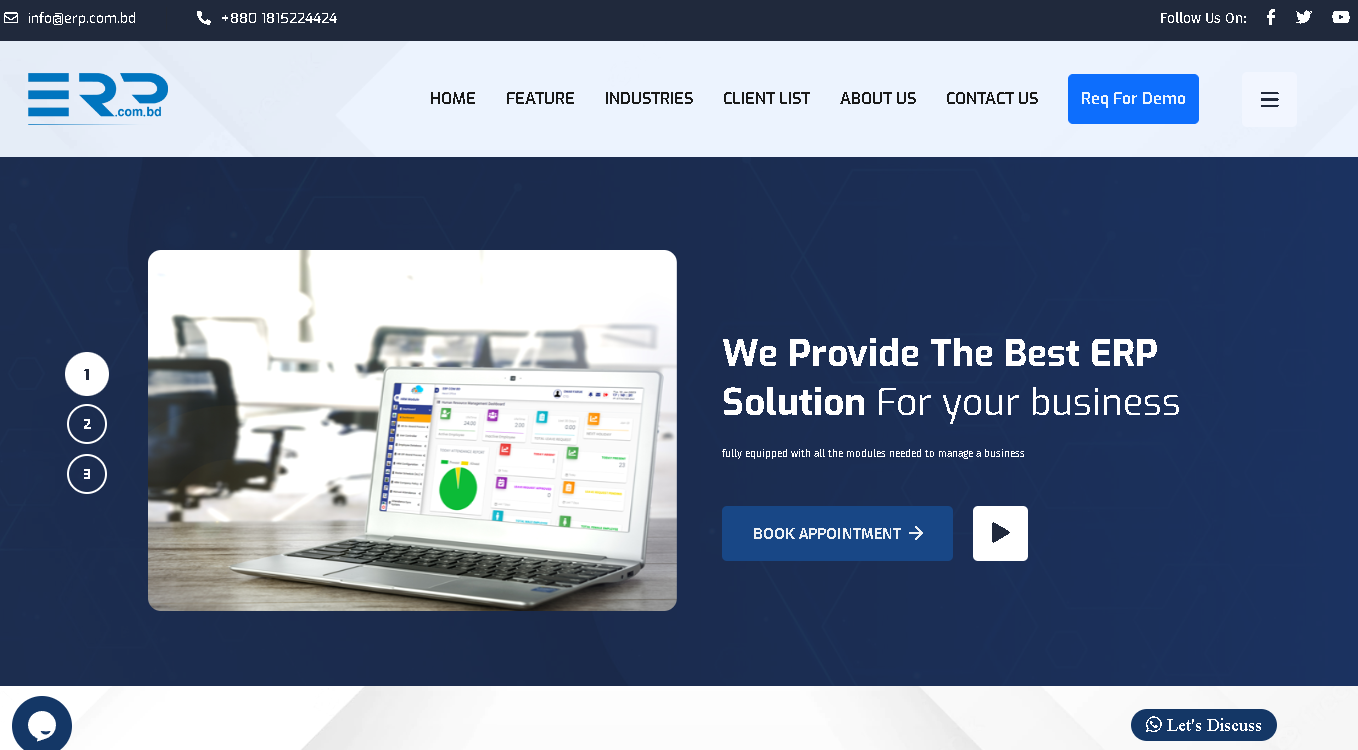 info@erp.com.bd
+880 1815224424
Follow Us On:
ERP
.com.bd
HOME
FEATURE
INDUSTRIES
CLIENT LIST
ABOUT US
CONTACT US
Req For Demo
1
2
3
We Provide The Best ERP
Solution For your business
fully equipped with all the modules needed to manage a business
BOOK APPOINTMENT
Let's Discuss